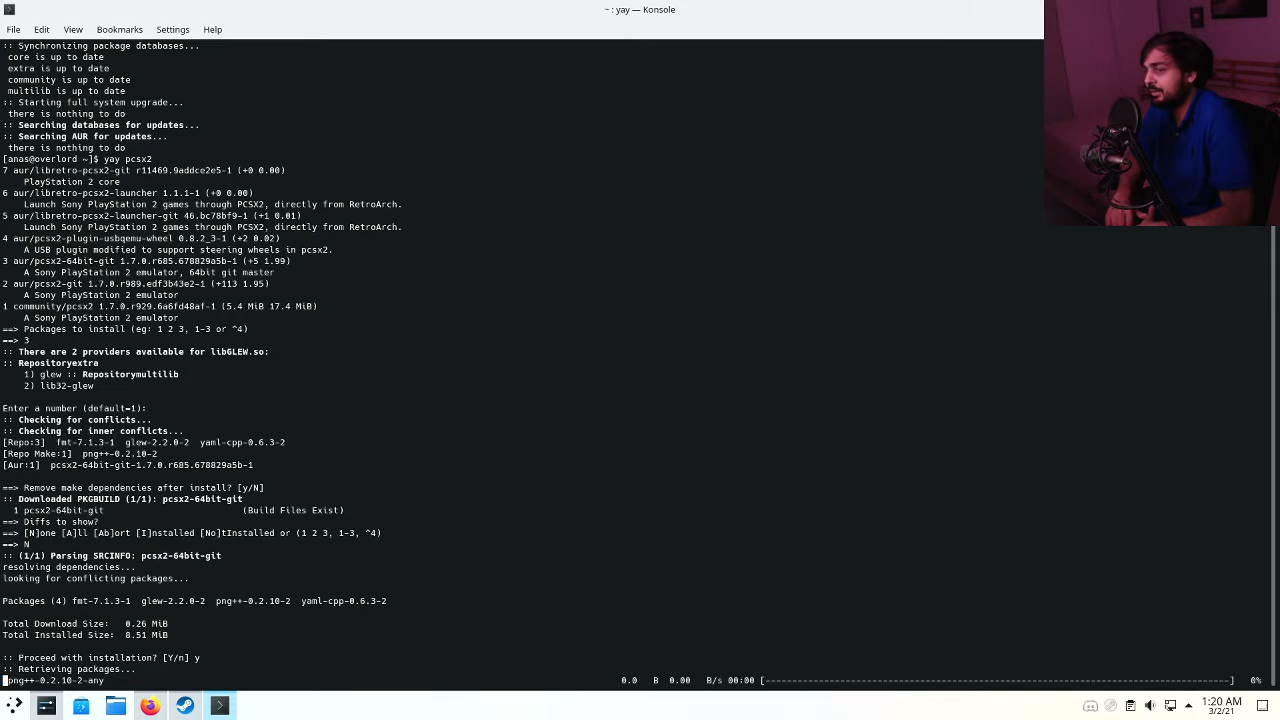 ~ : yay — Konsole
File Edit View Bookmarks Settings Help
:: Synchronizing package databases...
core is up to date
extra is up to date
community is up to date
multilib is up to date
:: Starting full system upgrade...
there is nothing to do
:: Searching databases for updates...
:: Searching AUR for updates...
there is nothing to do
[anas@overlord ~]$ yay pcsx2
7 aur/libretro-pcsx2-git r11469.9addce2e5-1 (+0 0.00)
PlayStation 2 core
6 aur/libretro-pcsx2-launcher 1.1.1-1 (+0 0.00)
Launch Sony PlayStation 2 games through PCSX2, directly from RetroArch.
5 aur/libretro-pcsx2-launcher-git 46.bc78bf9-1 (+1 0.01)
Launch Sony PlayStation 2 games through PCSX2, directly from RetroArch.
4 aur/pcsx2-plugin-usbqemu-wheel 0.8.2_3-1 (+2 0.02)
A USB plugin modified to support steering wheels in pcsx2.
3 aur/pcsx2-64bit-git 1.7.0.r685.678829a5b-1 (+5 1.99)
A Sony PlayStation 2 emulator, 64bit git master
2 aur/pcsx2-git 1.7.0.r989.edf3b43e2-1 (+113 1.95)
A Sony PlayStation 2 emulator
1 community/pcsx2 1.7.0.r929.6a6fd48af-1 (5.4 MiB 17.4 MiB)
A Sony PlayStation 2 emulator
==> Packages to install (eg: 1 2 3, 1-3 or ^4)
==> 3
:: There are 2 providers available for libGLEW.so:
:: Repositoryextra
1) glew :: Repositorymultilib
2) lib32-glew
Enter a number (default=1):
:: Checking for conflicts...
:: Checking for inner conflicts...
[Repo:3] fmt-7.1.3-1 glew-2.2.0-2 yaml-cpp-0.6.3-2
[Repo Make:1] png++-0.2.10-2
[Aur:1] pcsx2-64bit-git-1.7.0.r685.678829a5b-1
==> Remove make dependencies after install? [y/N]
:: Downloaded PKGBUILD (1/1): pcsx2-64bit-git
1 pcsx2-64bit-git (Build Files Exist)
==> Diffs to show?
==> [N]one [A]ll [Ab]ort [I]nstalled [No]tInstalled or (1 2 3, 1-3, ^4)
==> N
:: (1/1) Parsing SRCINFO: pcsx2-64bit-git
resolving dependencies...
looking for conflicting packages...
Packages (4) fmt-7.1.3-1 glew-2.2.0-2 png++-0.2.10-2 yaml-cpp-0.6.3-2
Total Download Size: 0.26 MiB
Total Installed Size: 8.51 MiB
:: Proceed with installation? [Y/n] y
:: Retrieving packages...
png++-0.2.10-2-any 0.0 B 0.00 B/s 00:00 [------------------------------------------------------------------------------------] 0%
1:20 AM
3/2/21